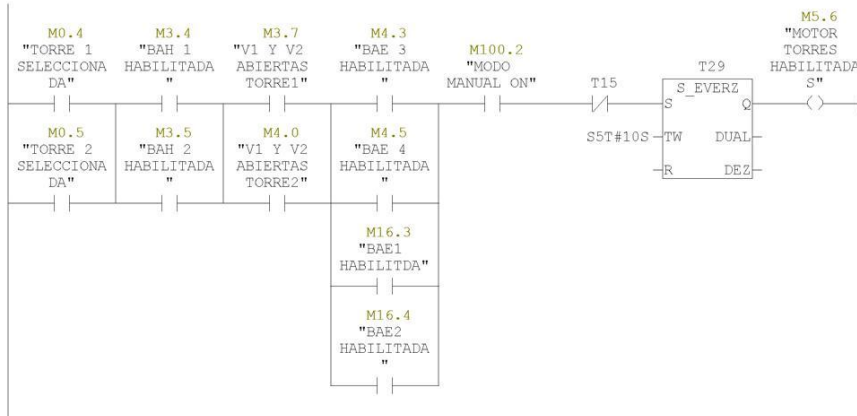 M0.4
"TORRE 1
SELECCIONA
DA"
M3.4
"BAH 1
HABILITADA
"
M3.7
"V1 Y V2
ABIERTAS
TORRE1"
M4.3
"BAE 3
HABILITADA
"
M100.2
"MODO
MANUAL ON"
T15
T29
S_EVERZ
S
Q
S5T#10S
TW
DUAL
R
DEZ
M5.6
"MOTOR
TORRES
HABILITADA
S"
M0.5
"TORRE 2
SELECCIONA
DA"
M3.5
"BAH 2
HABILITADA
"
M4.0
"V1 Y V2
ABIERTAS
TORRE2"
M4.5
"BAE 4
HABILITADA
"
M16.3
"BAE1
HABILITDA"
M16.4
"BAE2
HABILITADA
"